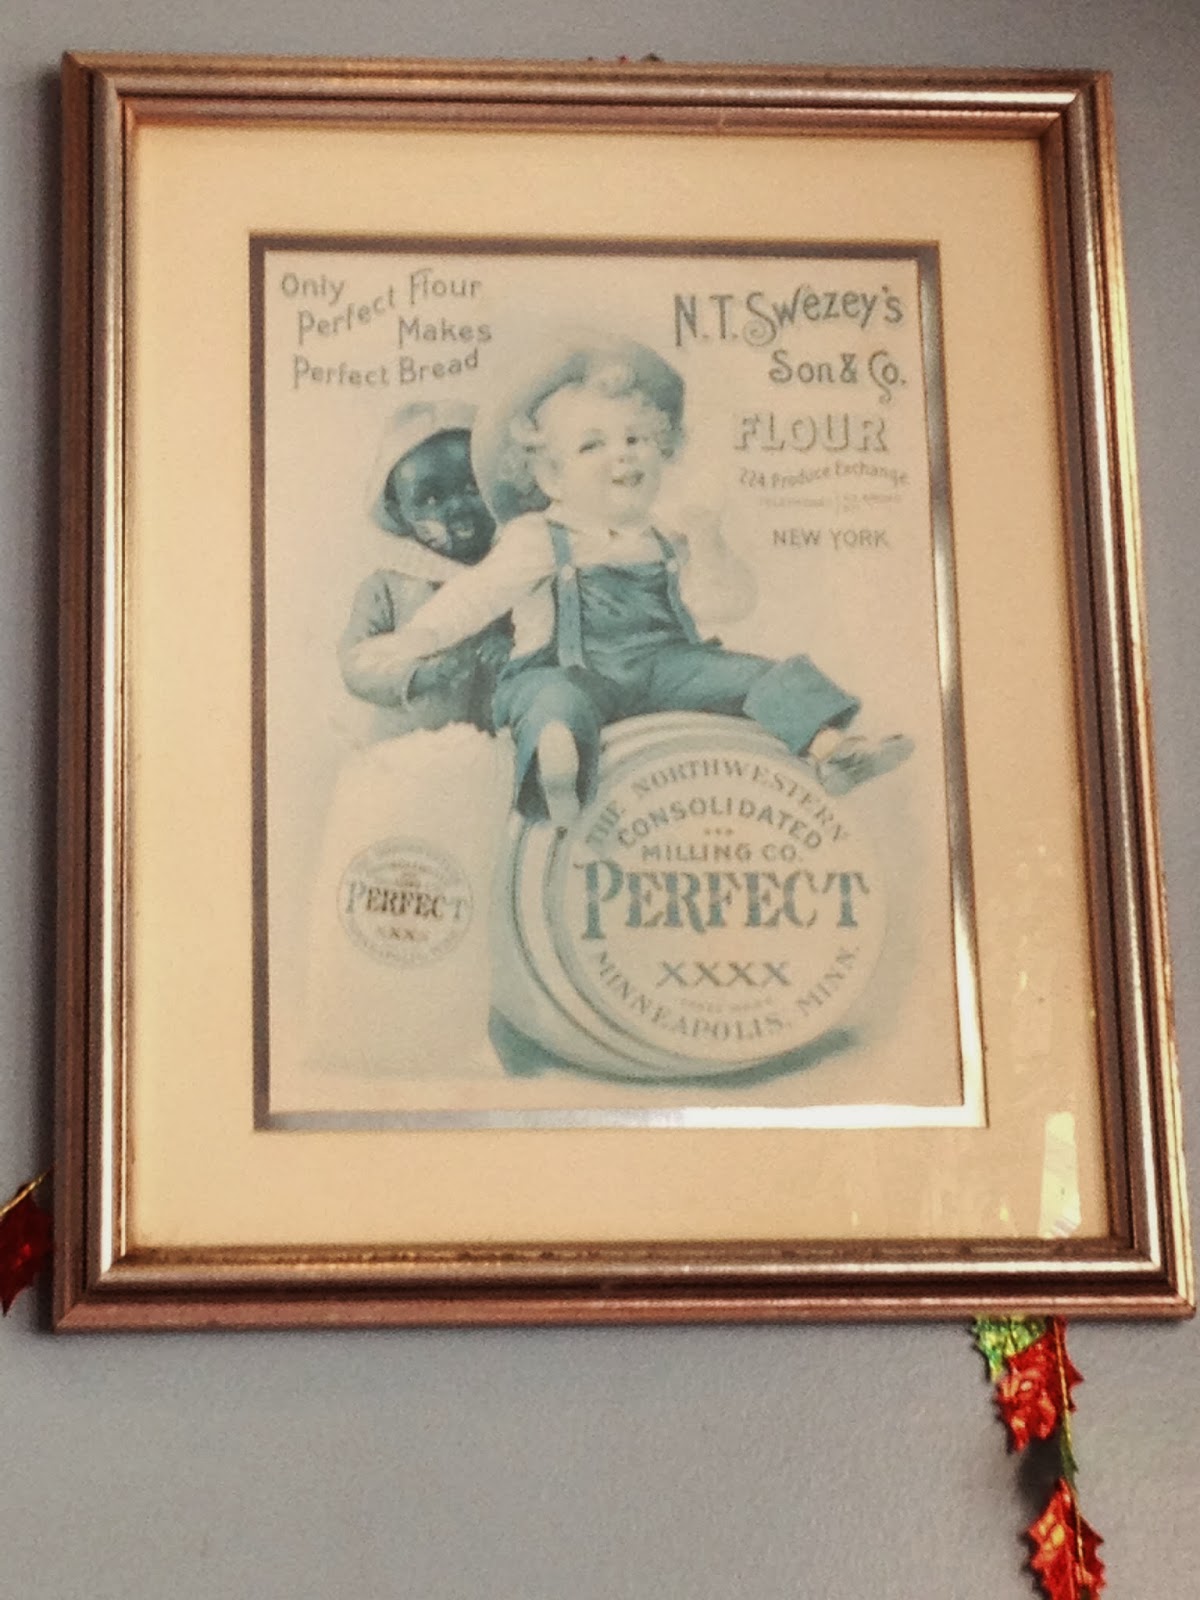 Only
Perfect Flour
Makes
Perfect Bread
N.T. Swezey's
Son & Co.
FLOUR
224 Produce Exchange
NEW YORK
THE NORTHWESTERN
CONSOLIDATED
MILLING CO.
PERFECT
XXXX
MINNEAPOLIS, MINN.
PERFECT
XXXX